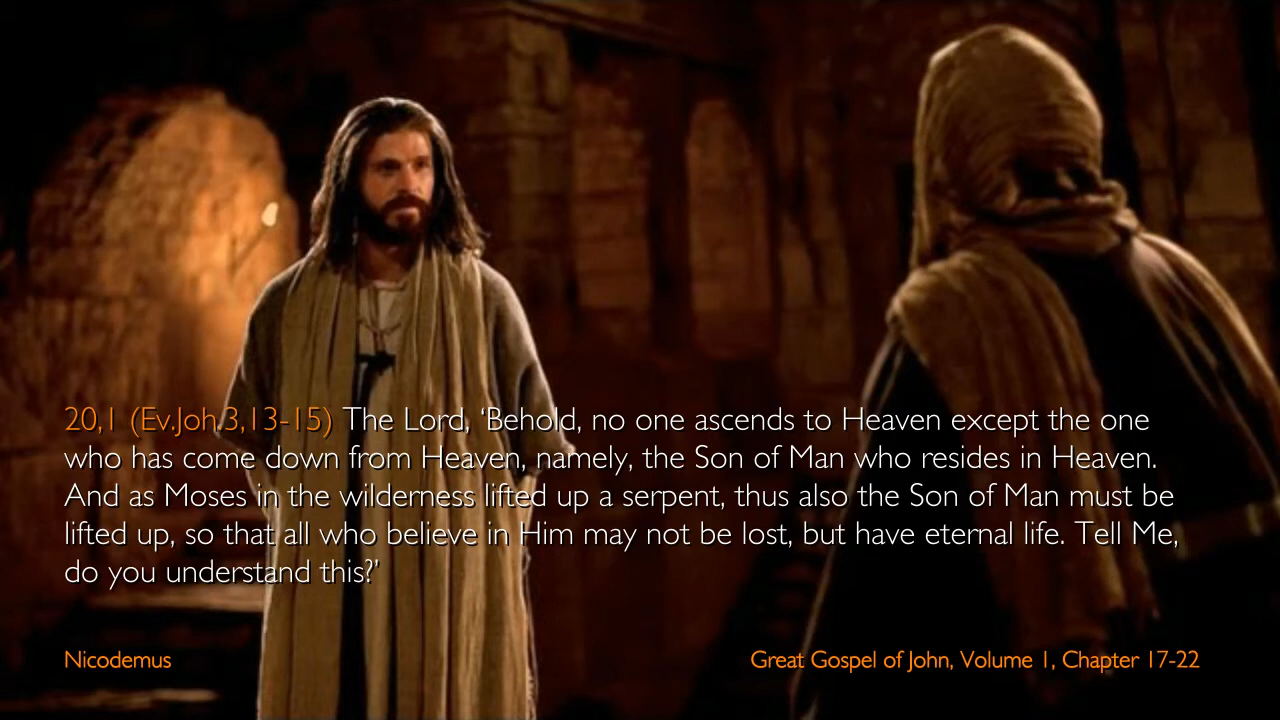 20,1 (Ev.Joh.3,13-15) The Lord, ‘Behold, no one ascends to Heaven except the one
who has come down from Heaven, namely, the Son of Man who resides in Heaven.
And as Moses in the wilderness lifted up a serpent, thus also the Son of Man must be
lifted up, so that all who believe in Him may not be lost, but have eternal life. Tell Me,
do you understand this?’
Nicodemus
Great Gospel of John, Volume 1, Chapter 17-22